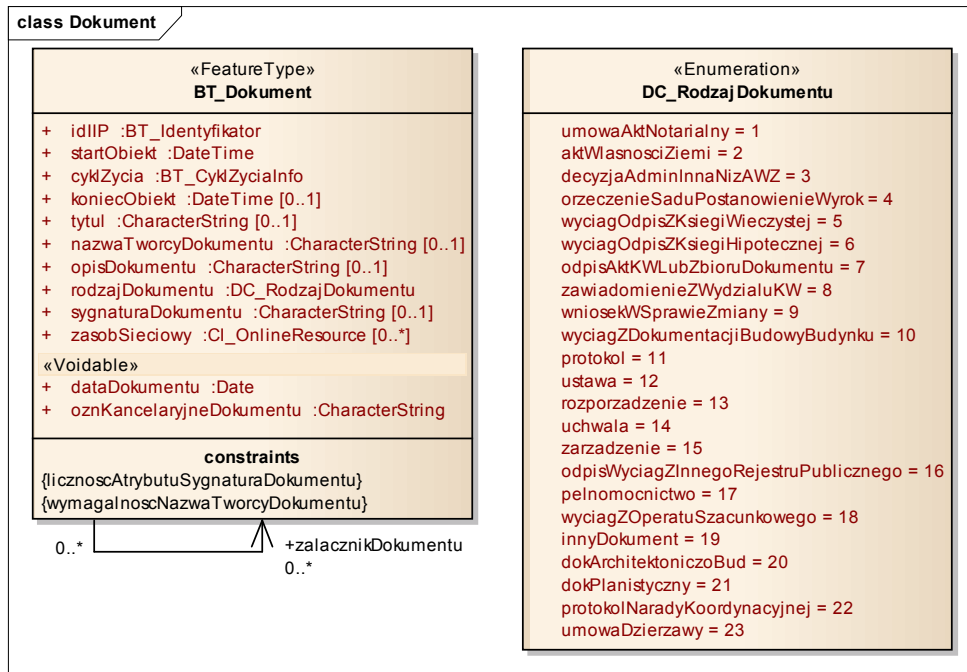 class Dokument
«FeatureType»
BT_Dokument
+ idIIP :BT_Identyfikator
+ startObiekt :DateTime
+ cyklZycia :BT_CyklZyciaInfo
+ koniecObiekt :DateTime [0..1]
+ tytul :CharacterString [0..1]
+ nazwaTworcyDokumentu :CharacterString [0..1]
+ opisDokumentu :CharacterString [0..1]
+ rodzajDokumentu :DC_RodzajDokumentu
+ sygnaturaDokumentu :CharacterString [0..1]
+ zasobSieciowy :CI_OnlineResource [0..*]
«Voidable»
+ dataDokumentu :Date
+ oznKancelaryjneDokumentu :CharacterString
constraints
{licznoscAtrybutuSygnaturaDokumentu}
{wymagalnoscNazwaTworcyDokumentu}
0..*
+zalacznikDokumentu
0..*
«Enumeration»
DC_RodzajDokumentu
umowaAktNotarialny = 1
aktWlasnosciZiemi = 2
decyzjaAdminInnaNizAWZ = 3
orzeczenieSaduPostanowienieWyrok = 4
wyciagOdpisZKsiegiWieczystej = 5
wyciagOdpisZKsiegiHipotecznej = 6
odpisAktKWLubZbioruDokumentu = 7
zawiadomienieZWydzialuKW = 8
wniosekWSprawieZmiany = 9
wyciagZDokumentacjiBudowyBudynku = 10
protokol = 11
ustawa = 12
rozporzadzenie = 13
uchwala = 14
zarzadzenie = 15
odpisWyciagZInnegoRejestruPublicznego = 16
pelnomocnictwo = 17
wyciagZOperatuSzacunkowego = 18
innyDokument = 19
dokArchitektoniczoBud = 20
dokPlanistyczny = 21
protokolNaradyKoordynacyjnej = 22
umowaDzierzawy = 23